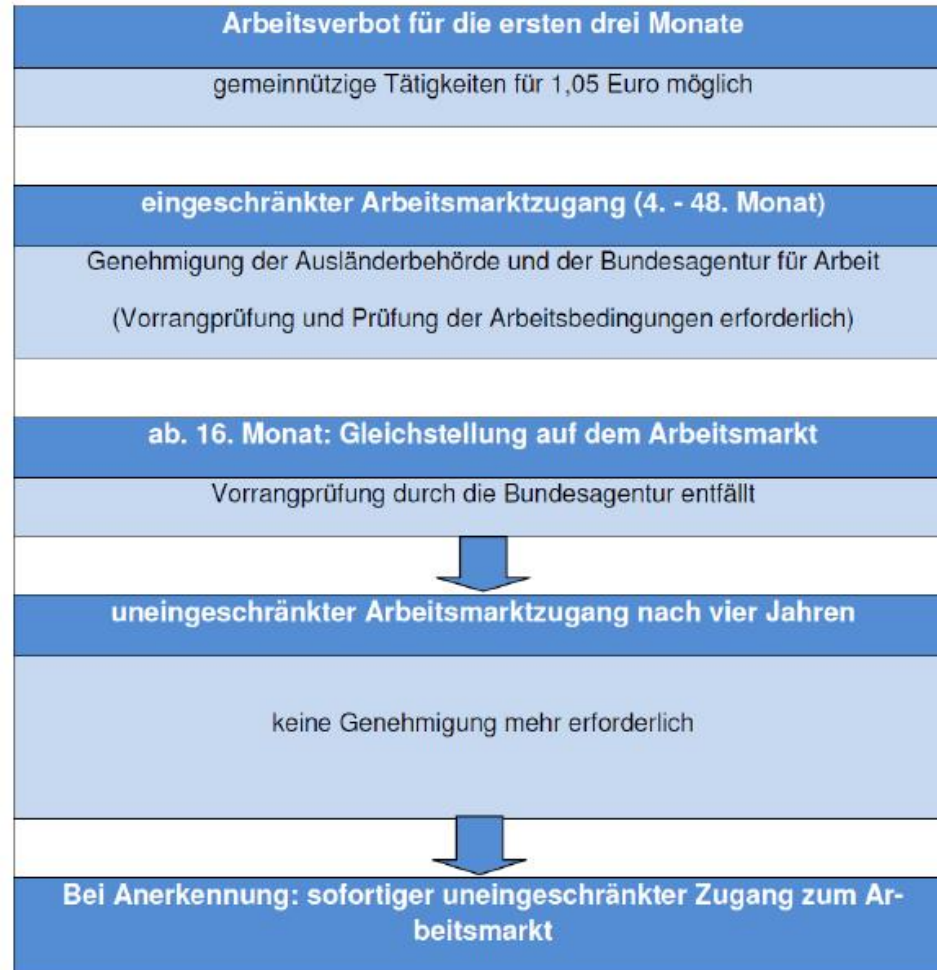 Arbeitsverbot für die ersten drei Monate
gemeinnützige Tätigkeiten für 1,05 Euro möglich
eingeschränkter Arbeitsmarktzugang (4. - 48. Monat)
Genehmigung der Ausländerbehörde und der Bundesagentur für Arbeit
(Vorrangprüfung und Prüfung der Arbeitsbedingungen erforderlich)
ab. 16. Monat: Gleichstellung auf dem Arbeitsmarkt
Vorrangprüfung durch die Bundesagentur entfällt
uneingeschränkter Arbeitsmarktzugang nach vier Jahren
keine Genehmigung mehr erforderlich
Bei Anerkennung: sofortiger uneingeschränkter Zugang zum Ar-
beitsmarkt